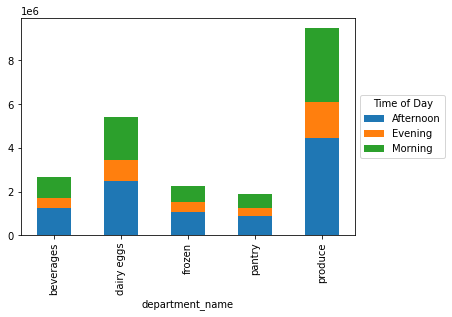 1e6
8
6
4
2
0
beverages
dairy eggs
frozen
pantry
produce
department_name
Time of Day
Afternoon
Evening
Morning